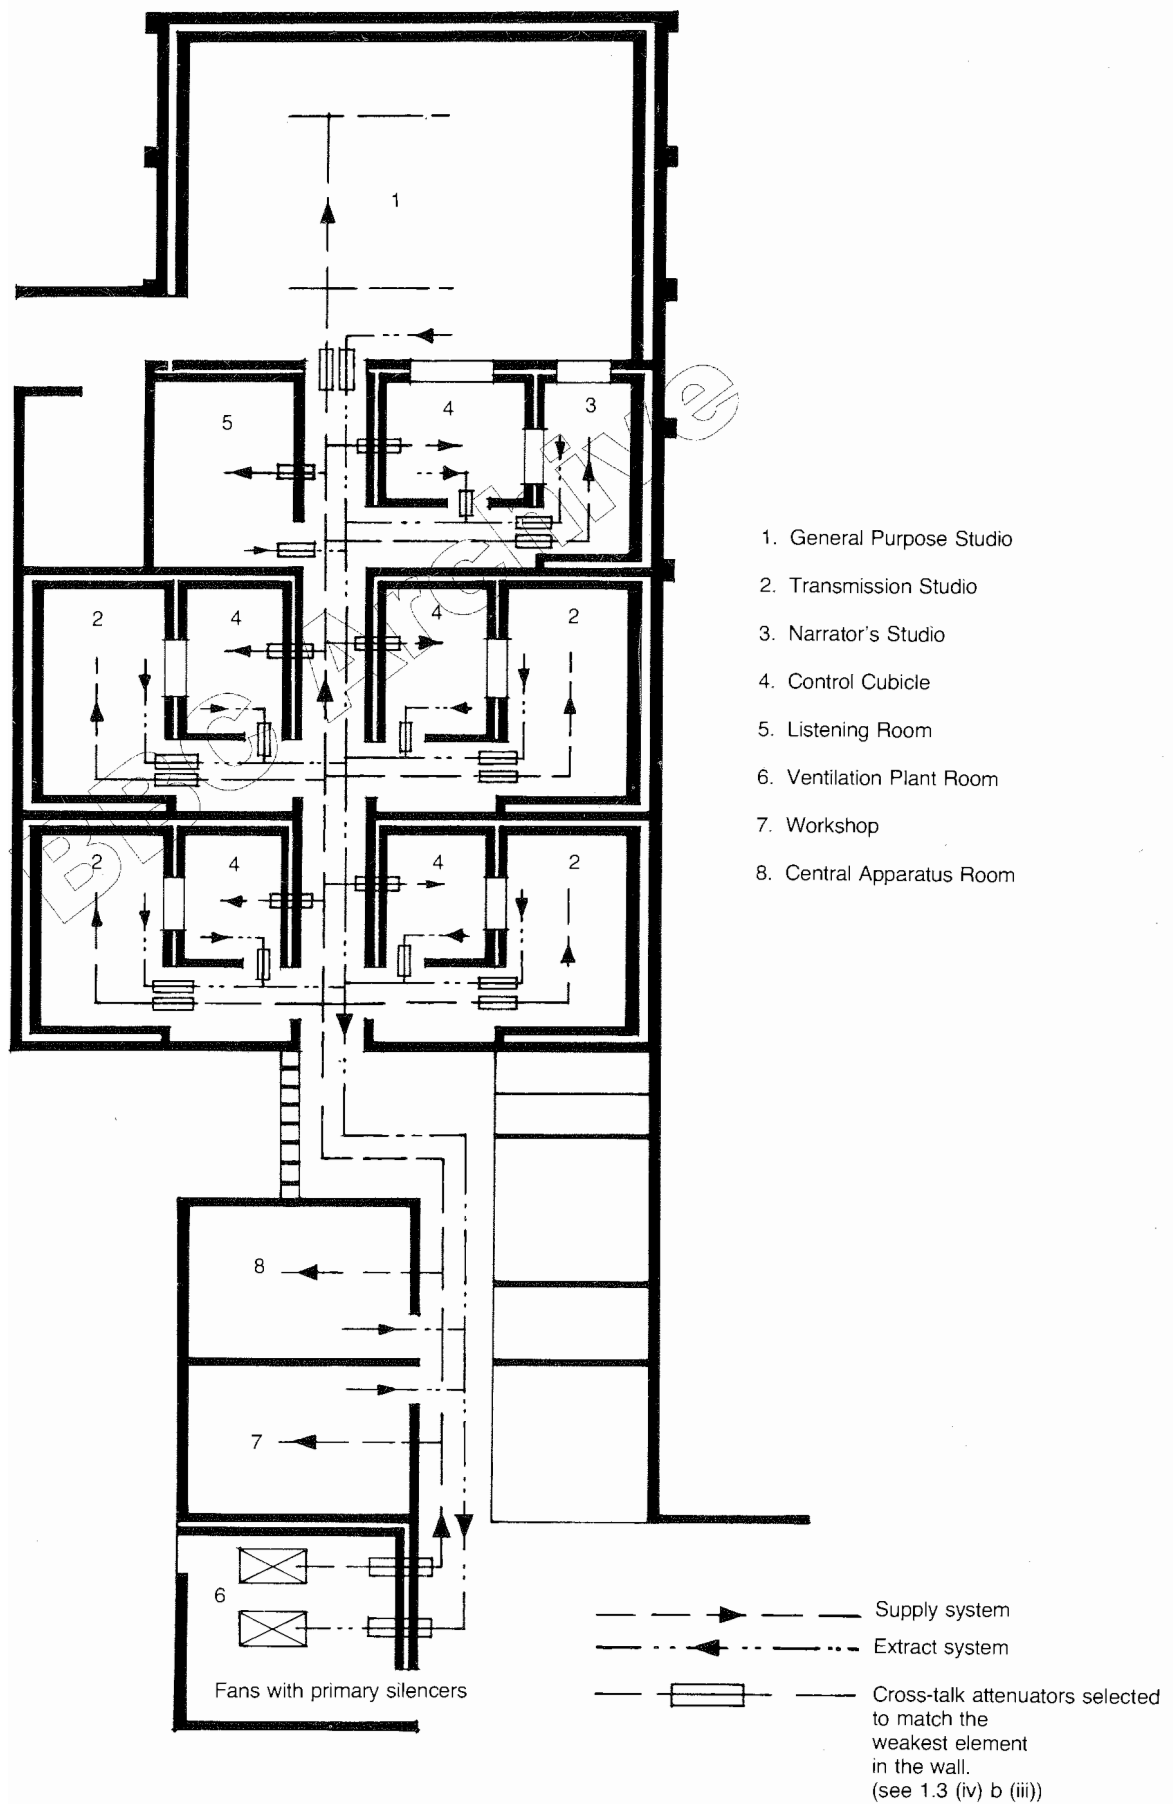 1
5
4
3
2
4
4
2
2
4
4
2
8
7
6
Fans with primary silencers
BBC Archive
1. General Purpose Studio
2. Transmission Studio
3. Narrator's Studio
4. Control Cubicle
5. Listening Room
6. Ventilation Plant Room
7. Workshop
8. Central Apparatus Room
Supply system
Extract system
Cross-talk attenuators selected
to match the
weakest element
in the wall.
(see 1.3 (iv) b (iii))